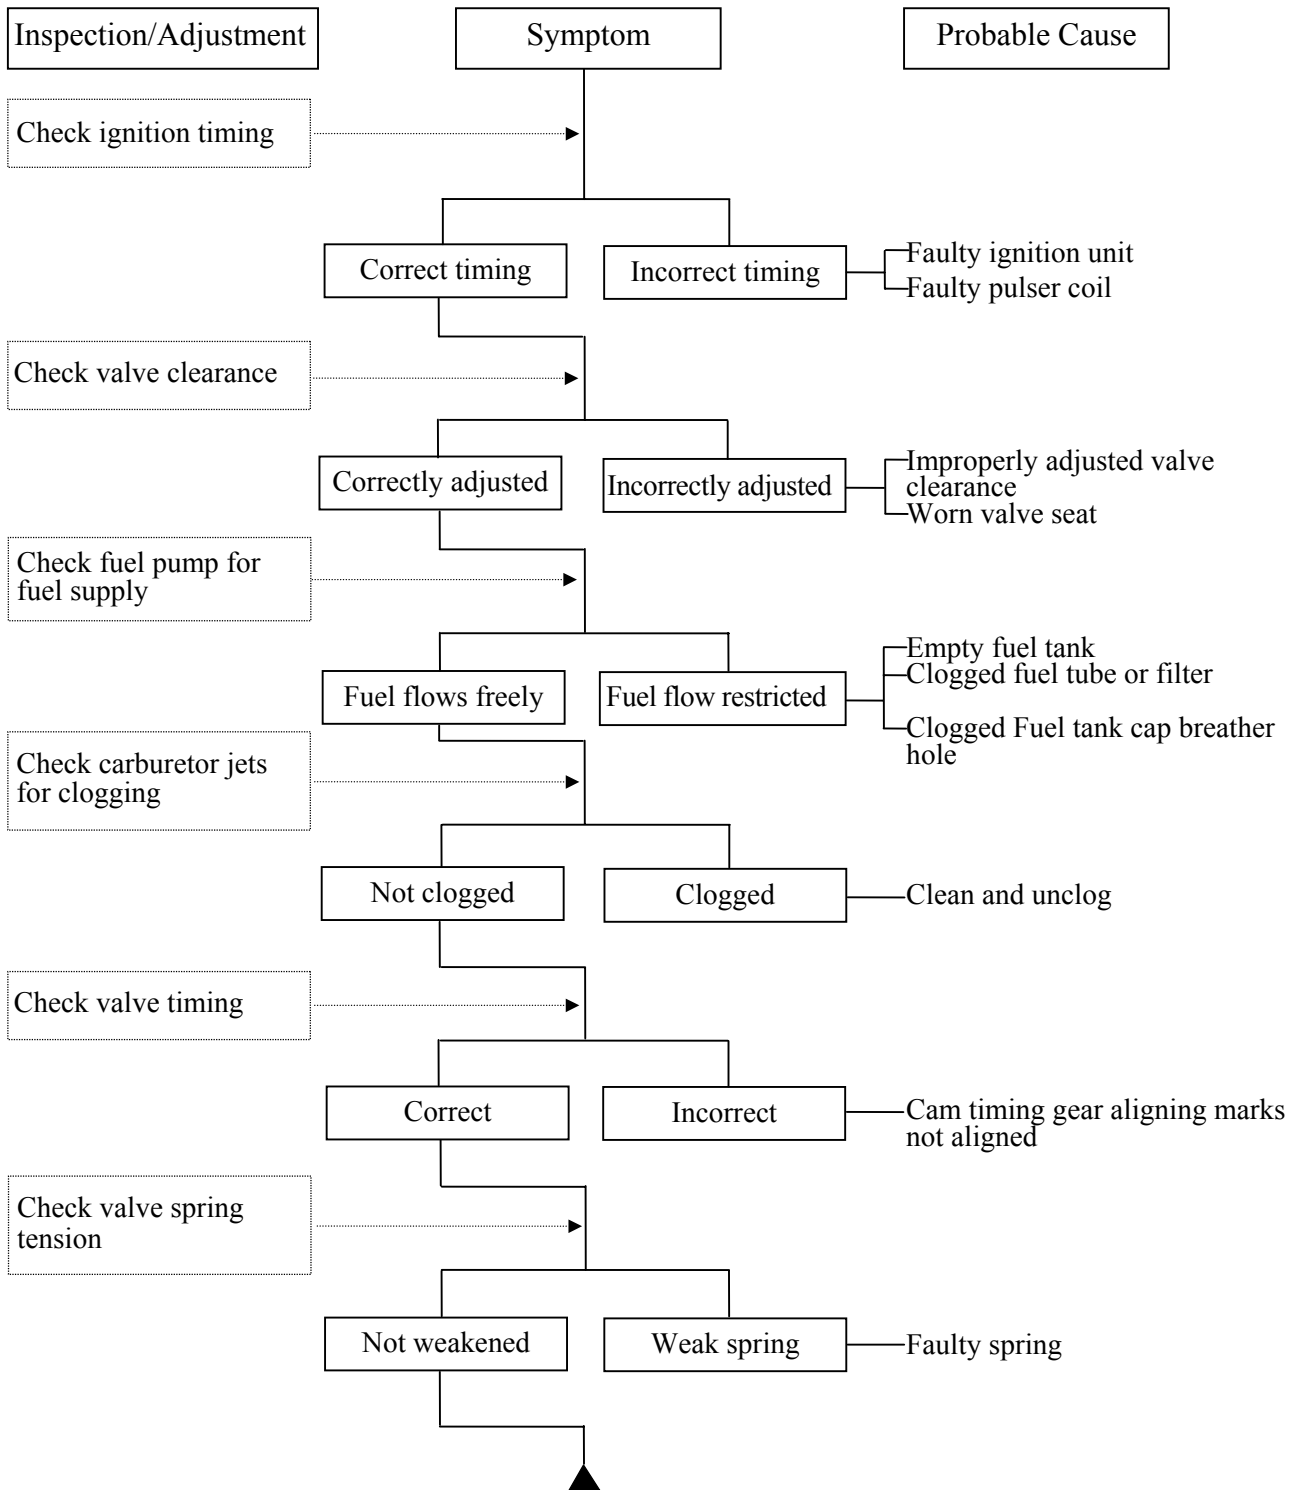 Inspection/Adjustment
Symptom
Probable Cause
Check ignition timing
Correct timing
Incorrect timing
Faulty ignition unit
Faulty pulser coil
Check valve clearance
Correctly adjusted
Incorrectly adjusted
Improperly adjusted valve
clearance
Worn valve seat
Check fuel pump for
fuel supply
Fuel flows freely
Fuel flow restricted
Empty fuel tank
Clogged fuel tube or filter
Clogged Fuel tank cap breather
hole
Check carburetor jets
for clogging
Not clogged
Clogged
Clean and unclog
Check valve timing
Correct
Incorrect
Cam timing gear aligning marks
not aligned
Check valve spring
tension
Not weakened
Weak spring
Faulty spring